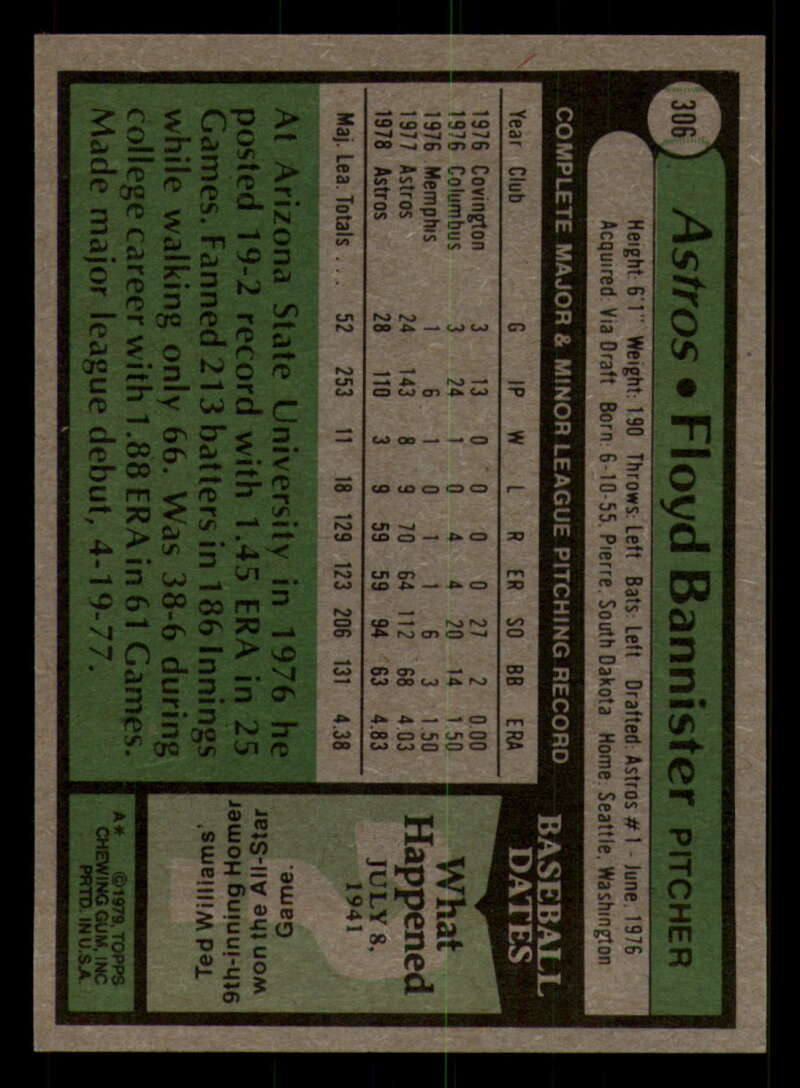 306
Astros • Floyd Bannister PITCHER
Height: 6'1" Weight: 190 Throws: Left Bats: Left Drafted: Astros #1 - June, 1976
Acquired: Via Draft Born: 6-10-55, Pierre, South Dakota Home: Seattle, Washington
COMPLETE MAJOR & MINOR LEAGUE PITCHING RECORD
Year Club G IP W L R ER SO BB ERA
1976 Covington 3 13 0 0 0 0 27 2 0.00
1976 Columbus 3 24 1 0 4 4 20 14 1.50
1976 Memphis 1 6 1 0 1 1 6 3 1.50
1977 Astros 24 143 8 9 70 64 112 68 4.03
1978 Astros 28 110 3 9 59 59 94 63 4.83
Maj. Lea. Totals . . . 52 253 11 18 129 123 206 131 4.38
At Arizona State University in 1976 he
posted 19-2 record with 1.45 ERA in 25
Games. Fanned 213 batters in 186 Innings
while walking only 66. Was 38-6 during
college career with 1.88 ERA in 61 Games.
Made major league debut, 4-19-77.
BASEBALL
DATES
What
Happened
JULY 8,
1941
Ted Williams'
9th-inning Homer
won the All-Star
Game.
A* ©1979, TOPPS
CHEWING GUM, INC
PRTD. IN U.S.A.